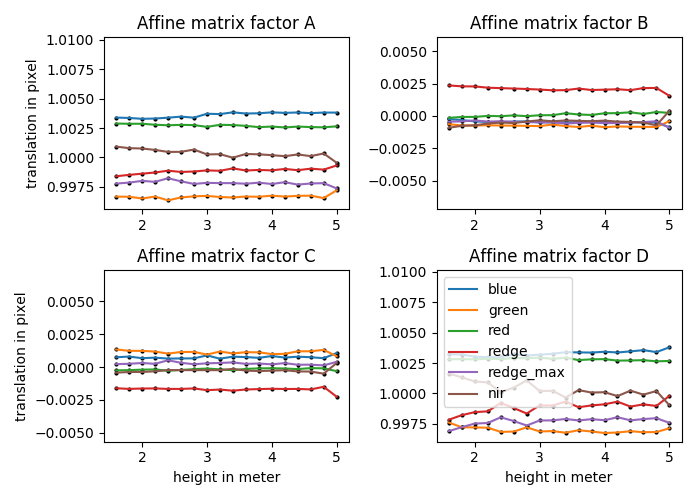 Affine matrix factor A
translation in pixel
1.0100
1.0075
1.0050
1.0025
1.0000
0.9975
2 3 4 5
Affine matrix factor B
0.0050
0.0025
0.0000
−0.0025
−0.0050
2 3 4 5
Affine matrix factor C
translation in pixel
0.0050
0.0025
0.0000
−0.0025
−0.0050
2 3 4 5
height in meter
Affine matrix factor D
1.0100
1.0075
1.0050
1.0025
1.0000
0.9975
blue
green
red
redge
redge_max
nir
2 3 4 5
height in meter